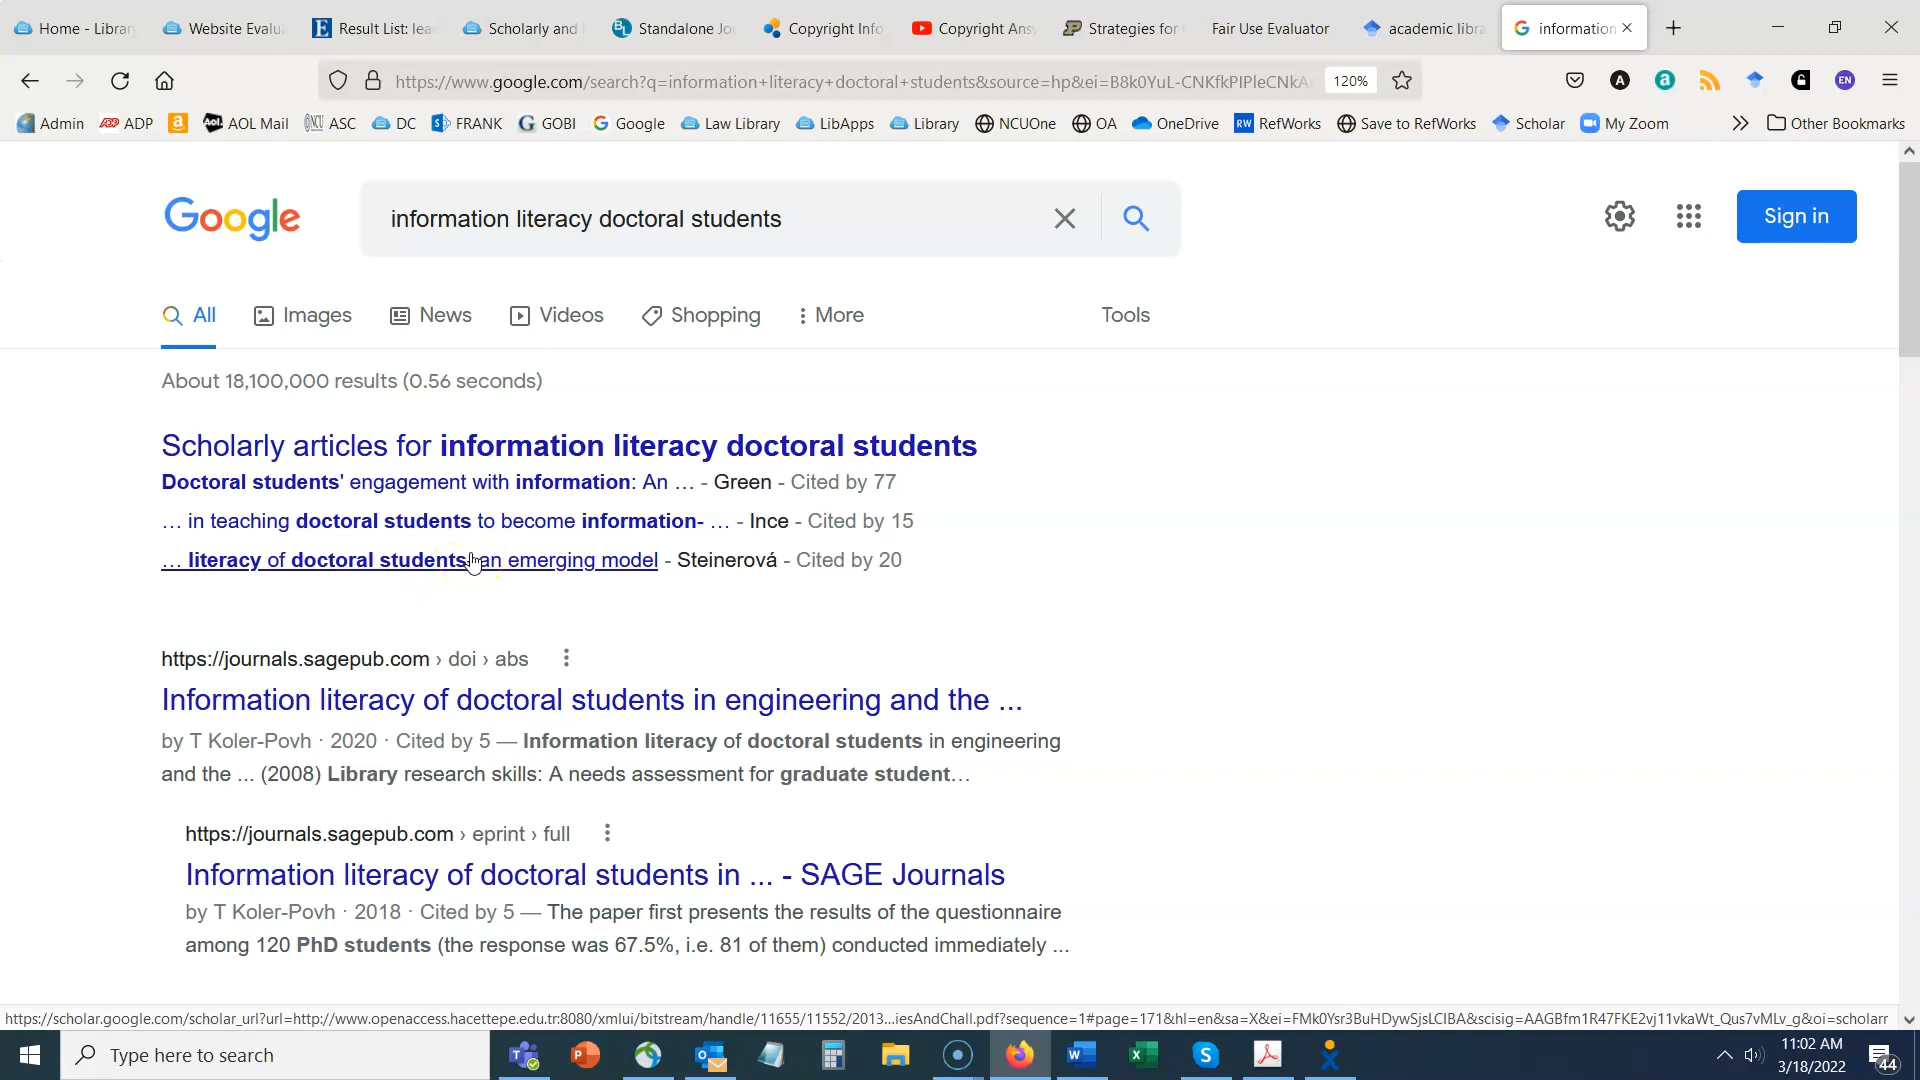 Home - Librar
Website Evalu
Result List: lea
Scholarly and
Standalone Jo
Copyright Info
Copyright Ans
Strategies for
Fair Use Evaluator
academic libra
information
https://www.google.com/search?q=information+literacy+doctoral+students&source=hp&ei=B8k0YuL-CNKfkPIPleCNkA
120%
Admin
ADP
AOL Mail
ASC
DC
FRANK
GOBI
Google
Law Library
LibApps
Library
NCUOne
OA
OneDrive
RefWorks
Save to RefWorks
Scholar
My Zoom
Other Bookmarks
Google
information literacy doctoral students
Sign in
All
Images
News
Videos
Shopping
More
Tools
About 18,100,000 results (0.56 seconds)
Scholarly articles for information literacy doctoral students
Doctoral students' engagement with information: An … - Green - Cited by 77
… in teaching doctoral students to become information- … - Ince - Cited by 15
… literacy of doctoral students an emerging model - Steinerová - Cited by 20
https://journals.sagepub.com › doi › abs
Information literacy of doctoral students in engineering and the ...
by T Koler-Povh · 2020 · Cited by 5 — Information literacy of doctoral students in engineering
and the ... (2008) Library research skills: A needs assessment for graduate student…
https://journals.sagepub.com › eprint › full
Information literacy of doctoral students in ... - SAGE Journals
by T Koler-Povh · 2018 · Cited by 5 — The paper first presents the results of the questionnaire
among 120 PhD students (the response was 67.5%, i.e. 81 of them) conducted immediately ...
https://scholar.google.com/scholar_url?url=http://www.openaccess.hacettepe.edu.tr:8080/xmlui/bitstream/handle/11655/11552/2013...iesAndChall.pdf?sequence=1#page=171&hl=en&sa=X&ei=FMk0Ysr3BuHDywSjsLCIBA&scisig=AAGBfm1R47FKE2vj11vkaWt_Qus7vMLv_g&oi=scholarr
Type here to search
11:02 AM
3/18/2022
44